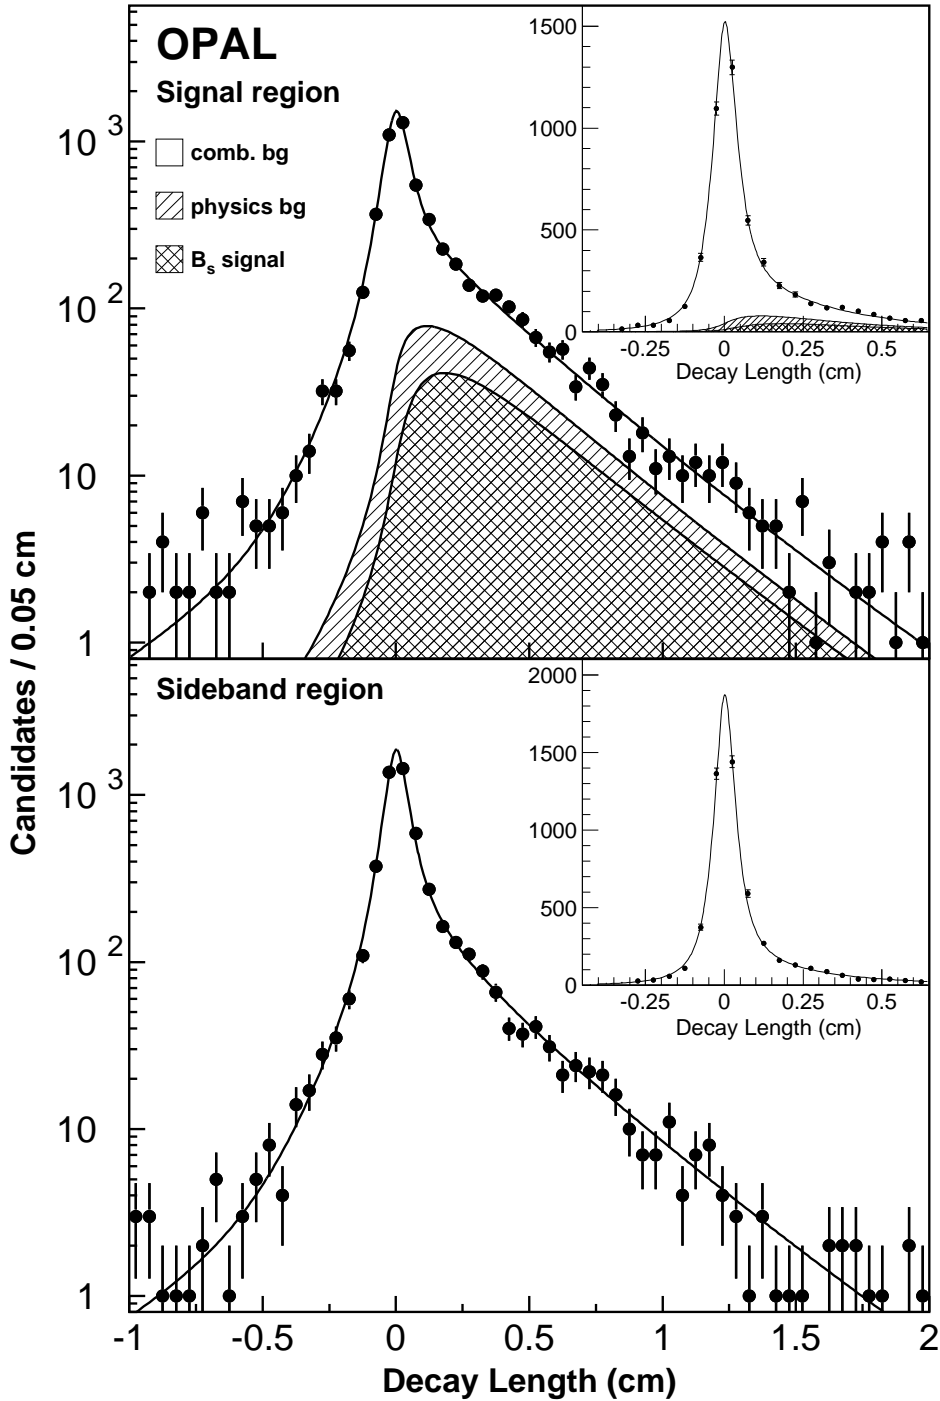 OPAL
Signal region
comb. bg
physics bg
B_s signal
10^3
10^2
10
1
1500
1000
500
0
-0.25 0 0.25 0.5
Decay Length (cm)
Candidates / 0.05 cm
Sideband region
10^3
10^2
10
1
2000
1500
1000
500
0
-0.25 0 0.25 0.5
Decay Length (cm)
-1 -0.5 0 0.5 1 1.5 2
Decay Length (cm)